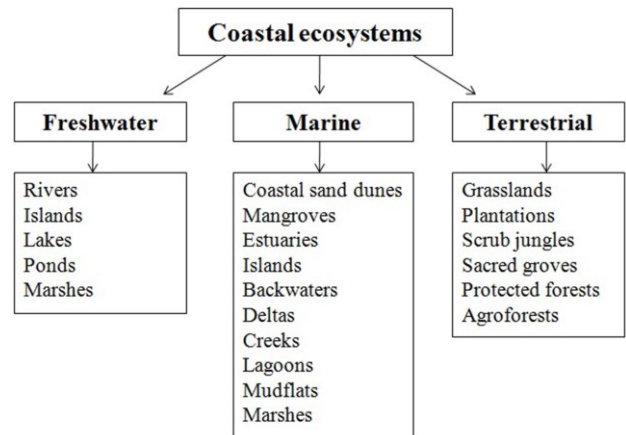 Coastal ecosystems
Freshwater
Marine
Terrestrial
Rivers
Islands
Lakes
Ponds
Marshes
Coastal sand dunes
Mangroves
Estuaries
Islands
Backwaters
Deltas
Creeks
Lagoons
Mudflats
Marshes
Grasslands
Plantations
Scrub jungles
Sacred groves
Protected forests
Agroforests